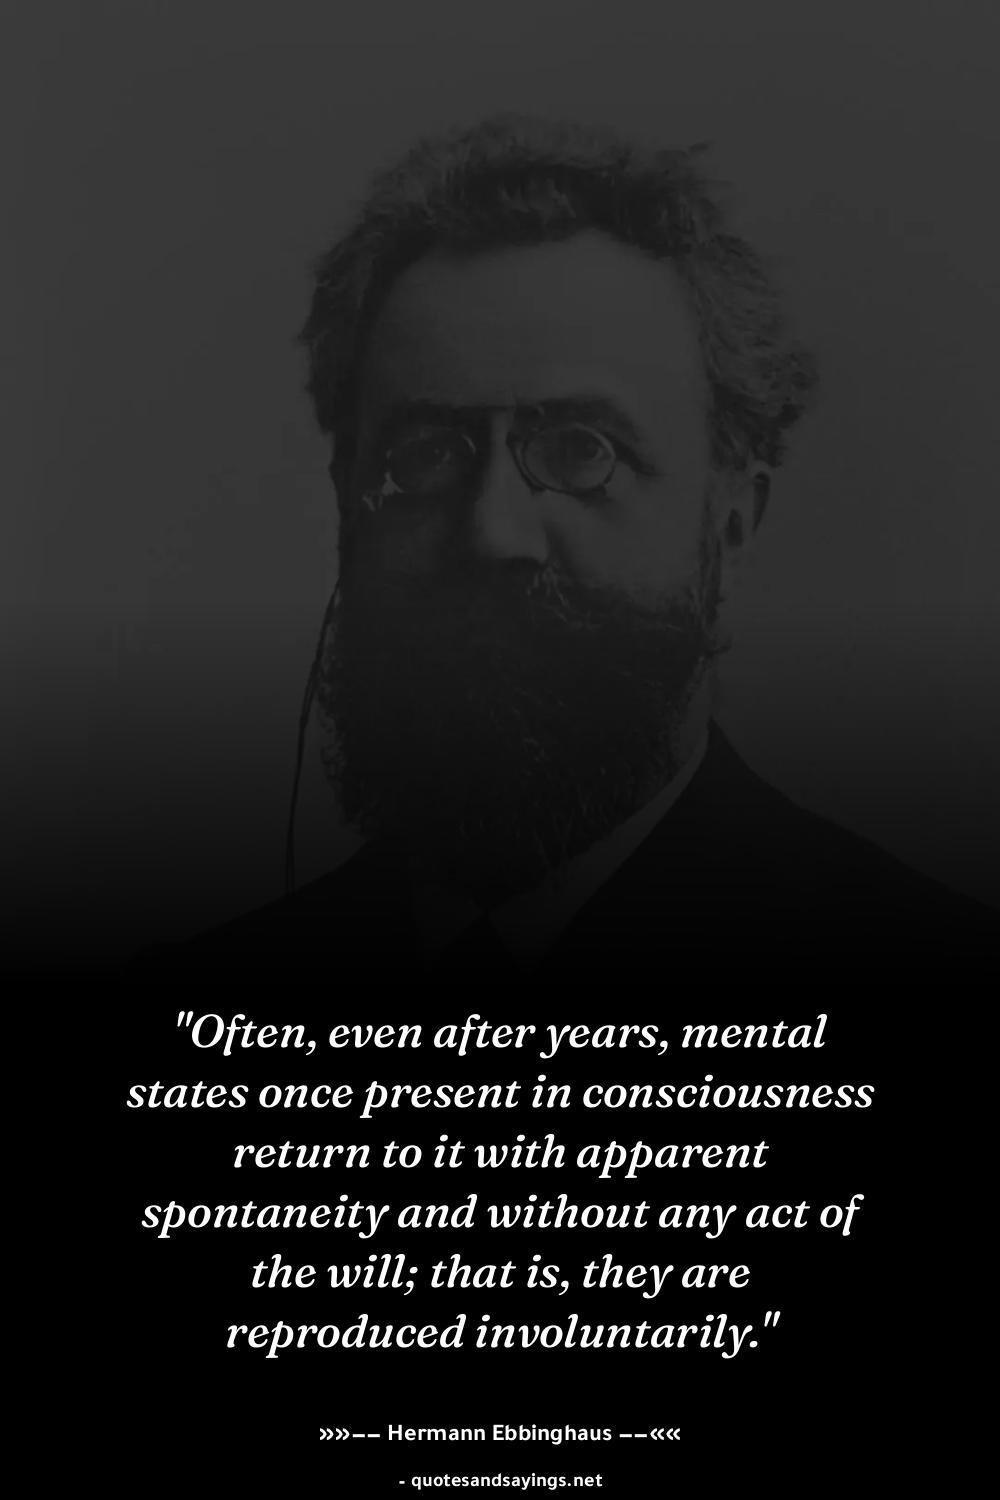 "Often, even after years, mental
states once present in consciousness
return to it with apparent
spontaneity and without any act of
the will; that is, they are
reproduced involuntarily."
»»–– Hermann Ebbinghaus ––««
- quotesandsayings.net